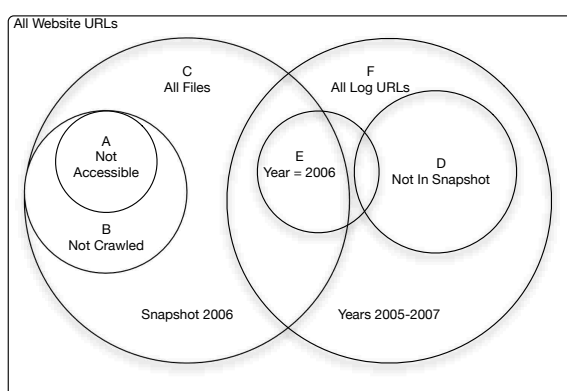 All Website URLs
C
All Files
F
All Log URLs
A
Not
Accessible
E
Year = 2006
D
Not In Snapshot
B
Not Crawled
Snapshot 2006
Years 2005-2007